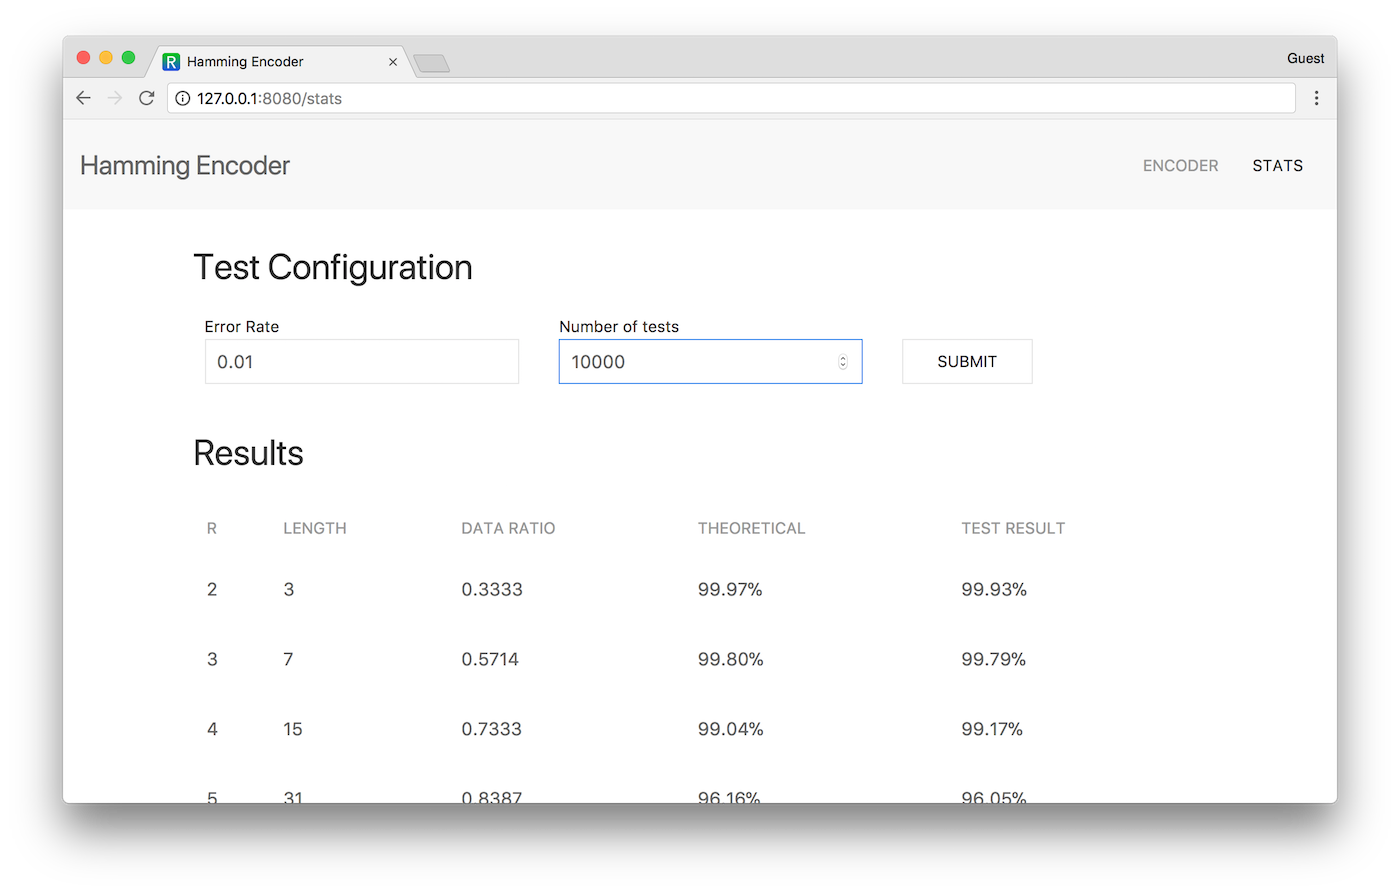 R Hamming Encoder × Guest
127.0.0.1:8080/stats
Hamming Encoder ENCODER STATS
Test Configuration
Error Rate Number of tests
0.01 10000 SUBMIT
Results
R LENGTH DATA RATIO THEORETICAL TEST RESULT
2 3 0.3333 99.97% 99.93%
3 7 0.5714 99.80% 99.79%
4 15 0.7333 99.04% 99.17%
5 31 0.8387 96.16% 96.05%